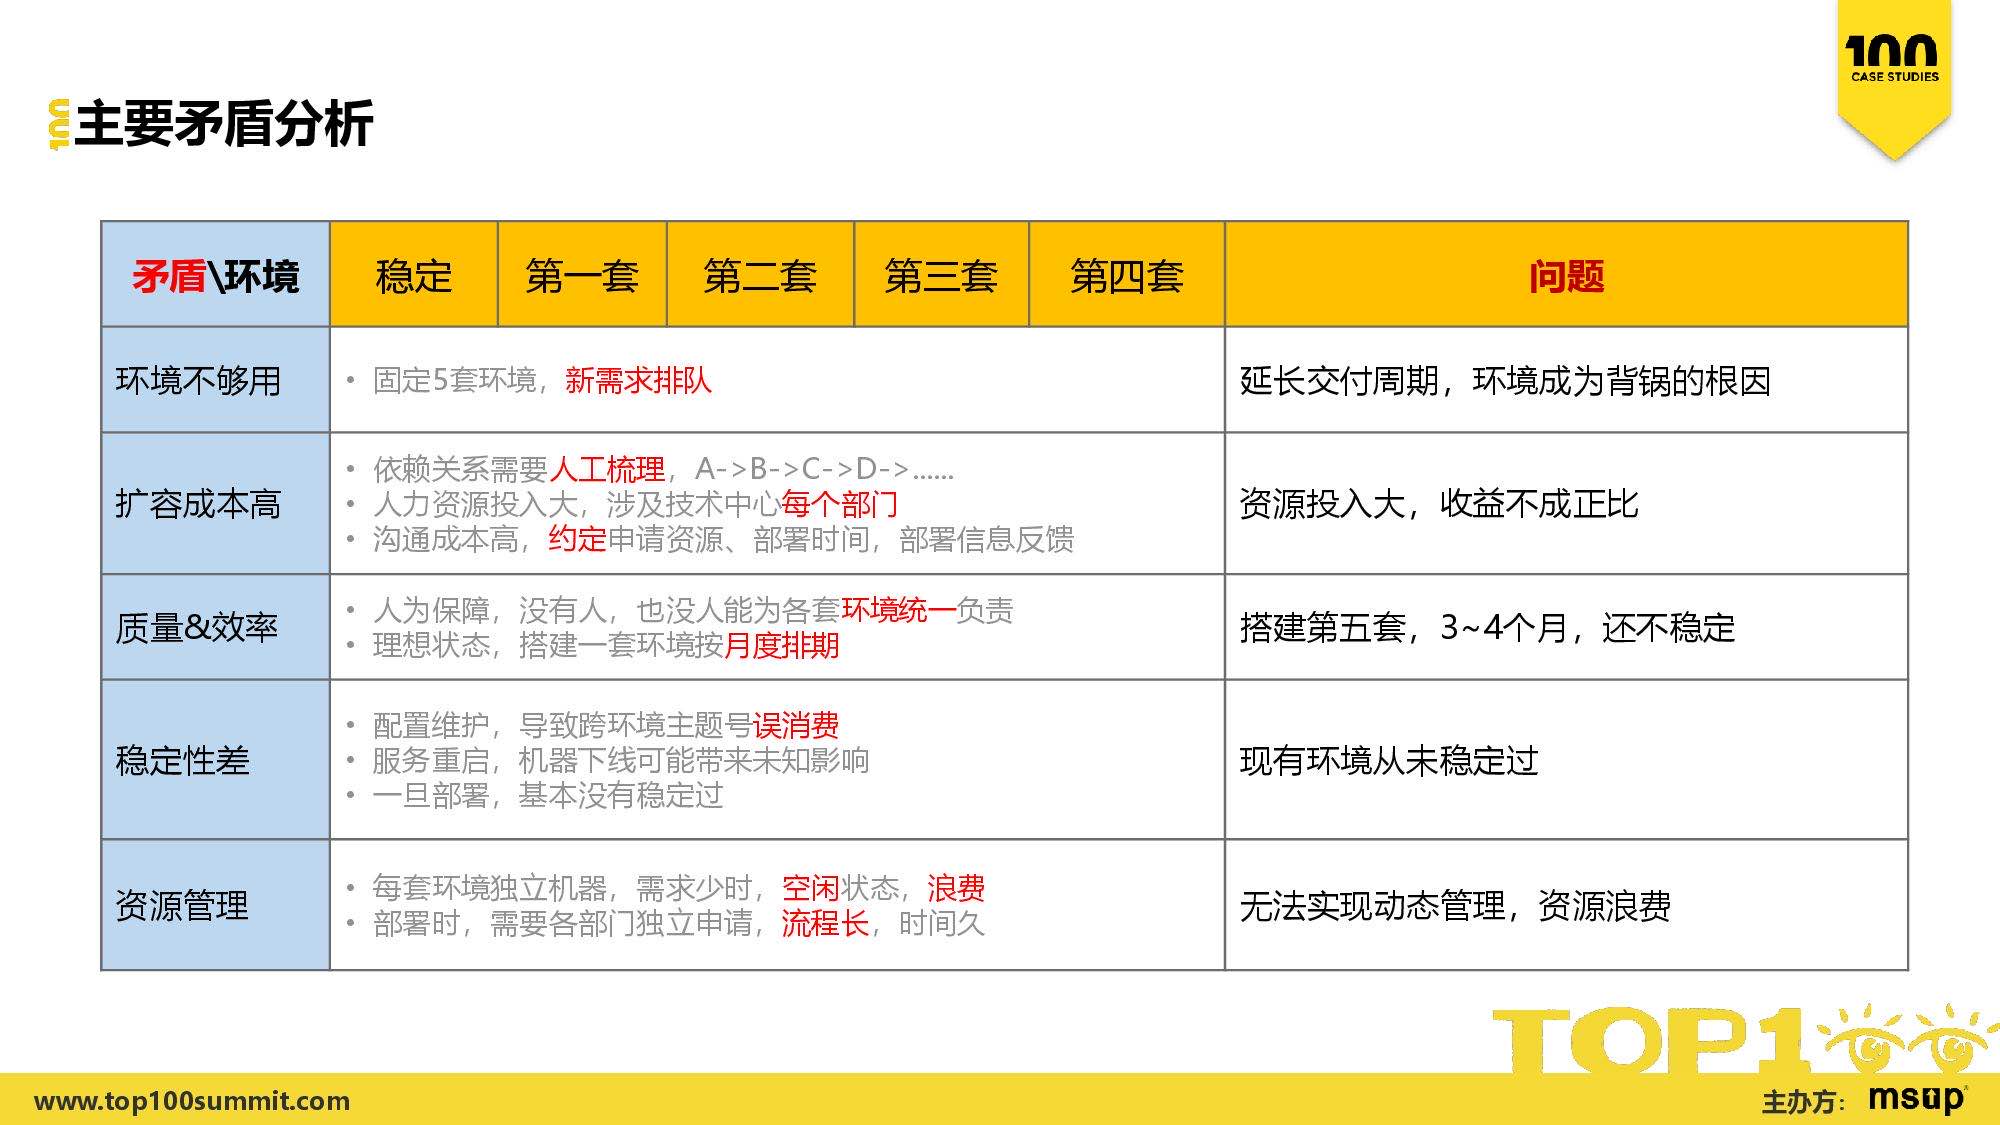 100
CASE STUDIES
100主要矛盾分析
矛盾\环境 稳定 第一套 第二套 第三套 第四套 问题
环境不够用
• 固定5套环境，新需求排队
延长交付周期，环境成为背锅的根因
扩容成本高
• 依赖关系需要人工梳理，A->B->C->D->......
• 人力资源投入大，涉及技术中心每个部门
• 沟通成本高，约定申请资源、部署时间，部署信息反馈
资源投入大，收益不成正比
质量&效率
• 人为保障，没有人，也没人能为各套环境统一负责
• 理想状态，搭建一套环境按月度排期
搭建第五套，3~4个月，还不稳定
稳定性差
• 配置维护，导致跨环境主题号误消费
• 服务重启，机器下线可能带来未知影响
• 一旦部署，基本没有稳定过
现有环境从未稳定过
资源管理
• 每套环境独立机器，需求少时，空闲状态，浪费
• 部署时，需要各部门独立申请，流程长，时间久
无法实现动态管理，资源浪费
TOP100
www.top100summit.com
主办方：msup®